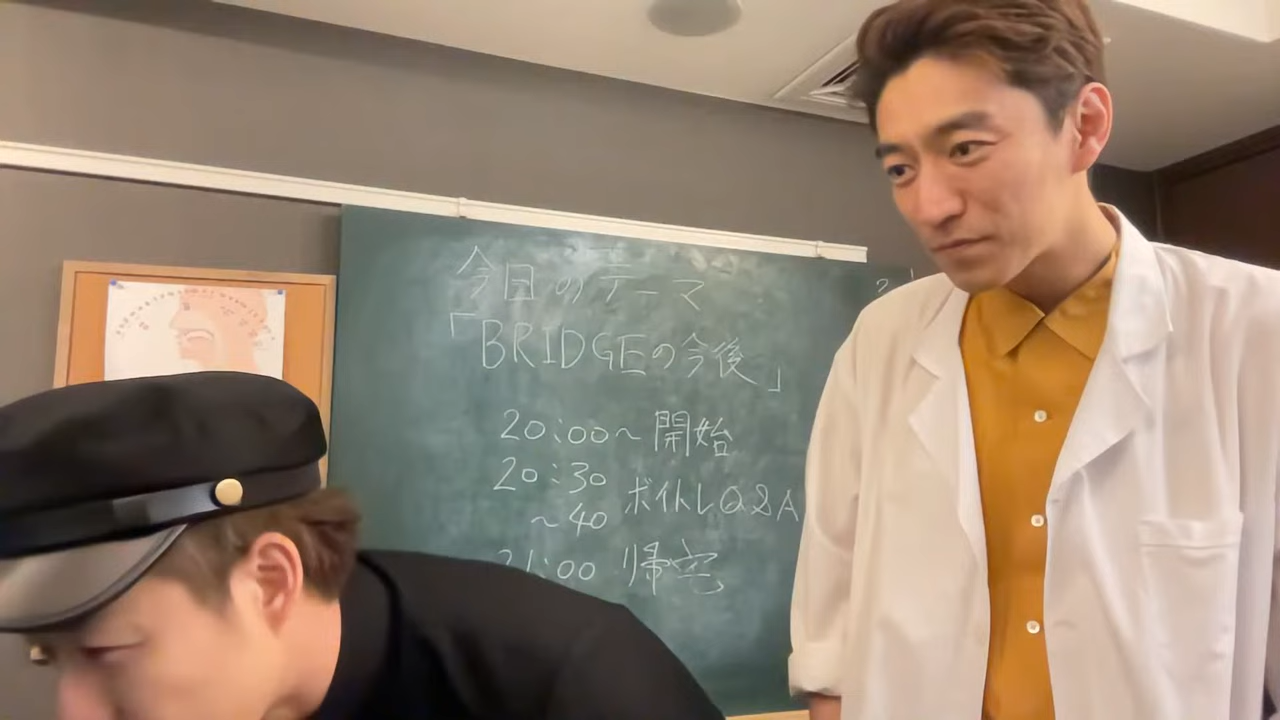 今日のテーマ
「BRIDGEの今後」
20:00〜 開始
20:30
〜40 ボイトレQ&A
21:00 帰宅